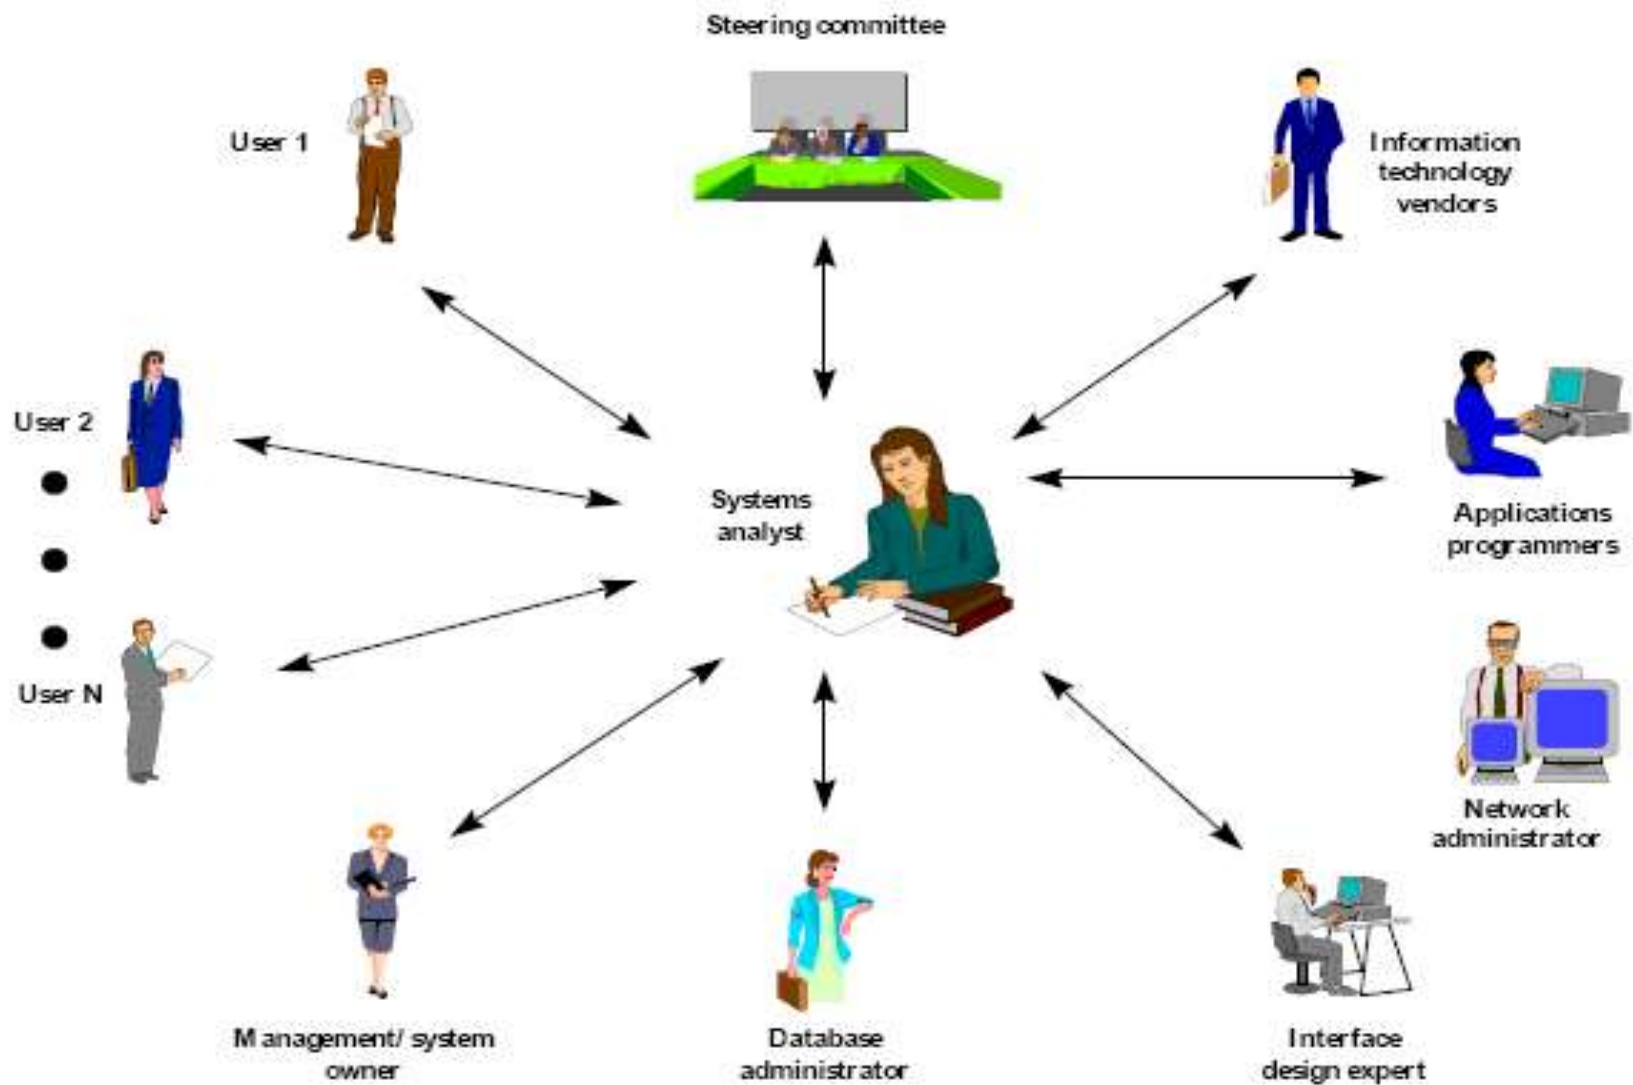 Steering committee
User 1
Information
technology
vendors
User 2
Systems
analyst
Applications
programmers
User N
Network
administrator
Management/ system
owner
Database
administrator
Interface
design expert